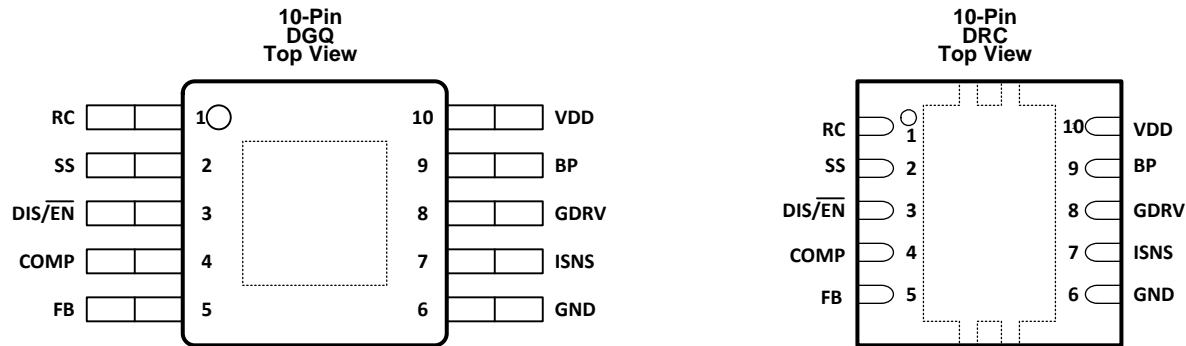 10-Pin
DGQ
Top View
RC 1 10 VDD
SS 2 9 BP
DIS/E̅N̅ 3 8 GDRV
COMP 4 7 ISNS
FB 5 6 GND
10-Pin
DRC
Top View
RC 1 10 VDD
SS 2 9 BP
DIS/E̅N̅ 3 8 GDRV
COMP 4 7 ISNS
FB 5 6 GND